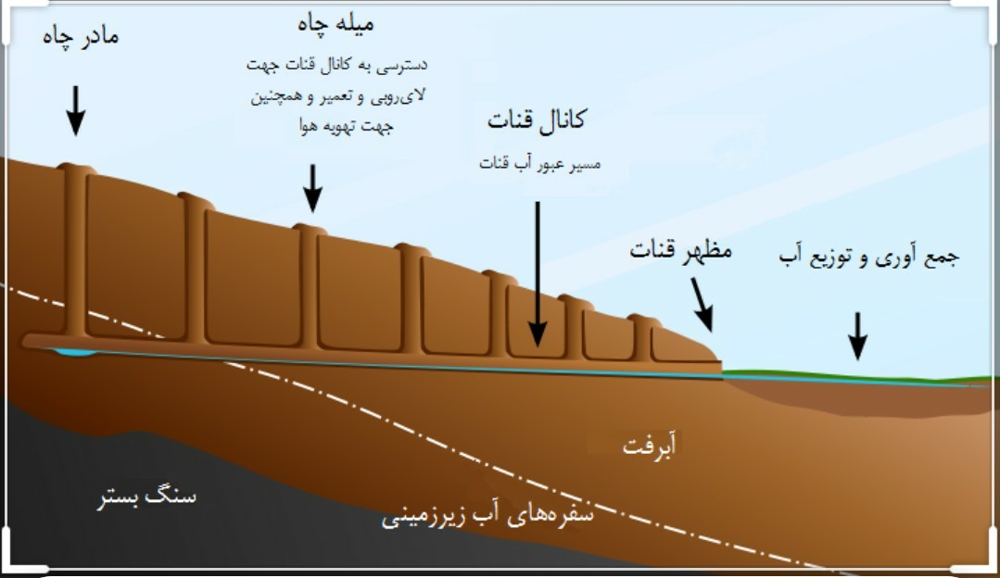 مادر چاه
میله چاه
دسترسی به کانال قنات جهت
لای‌روبی و تعمیر و همچنین
جهت تهویه هوا
کانال قنات
مسیر عبور آب قنات
مظهر قنات
جمع آوری و توزیع آب
آبرفت
سنگ بستر
سفره‌های آب زیرزمینی